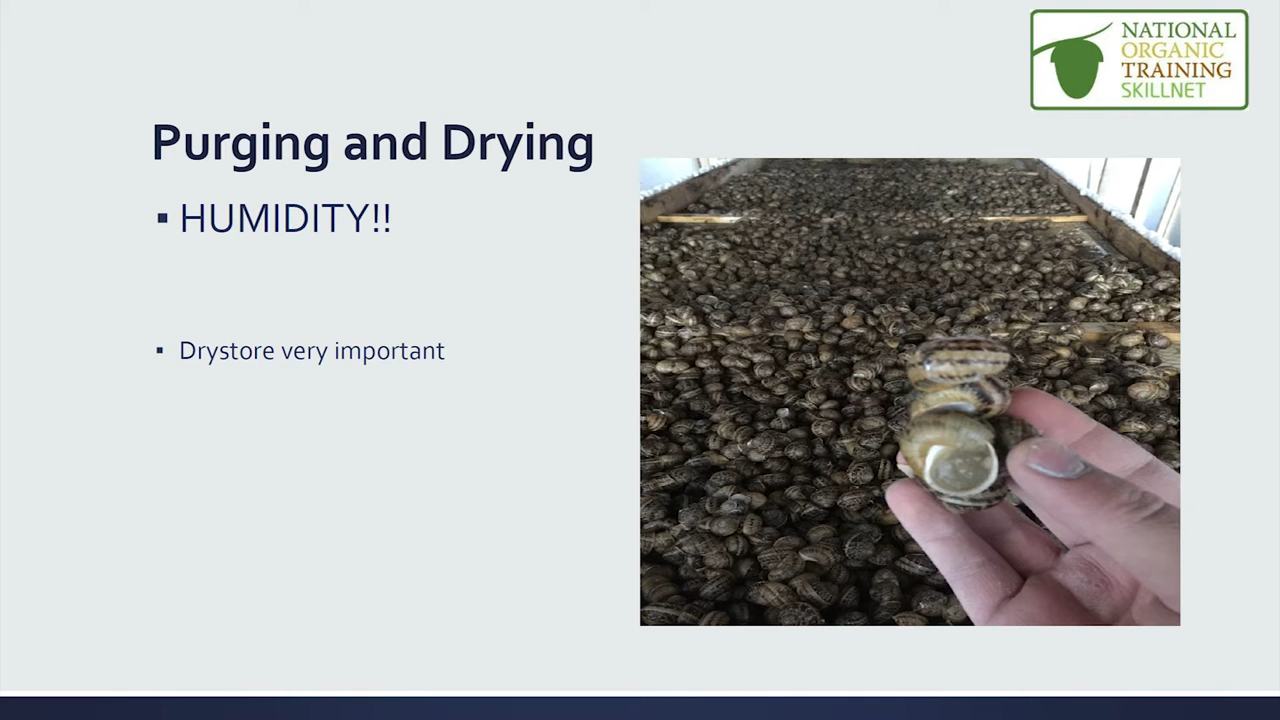 NATIONAL
ORGANIC
TRAINING
SKILLNET
Purging and Drying
▪ HUMIDITY!!
▪ Drystore very important